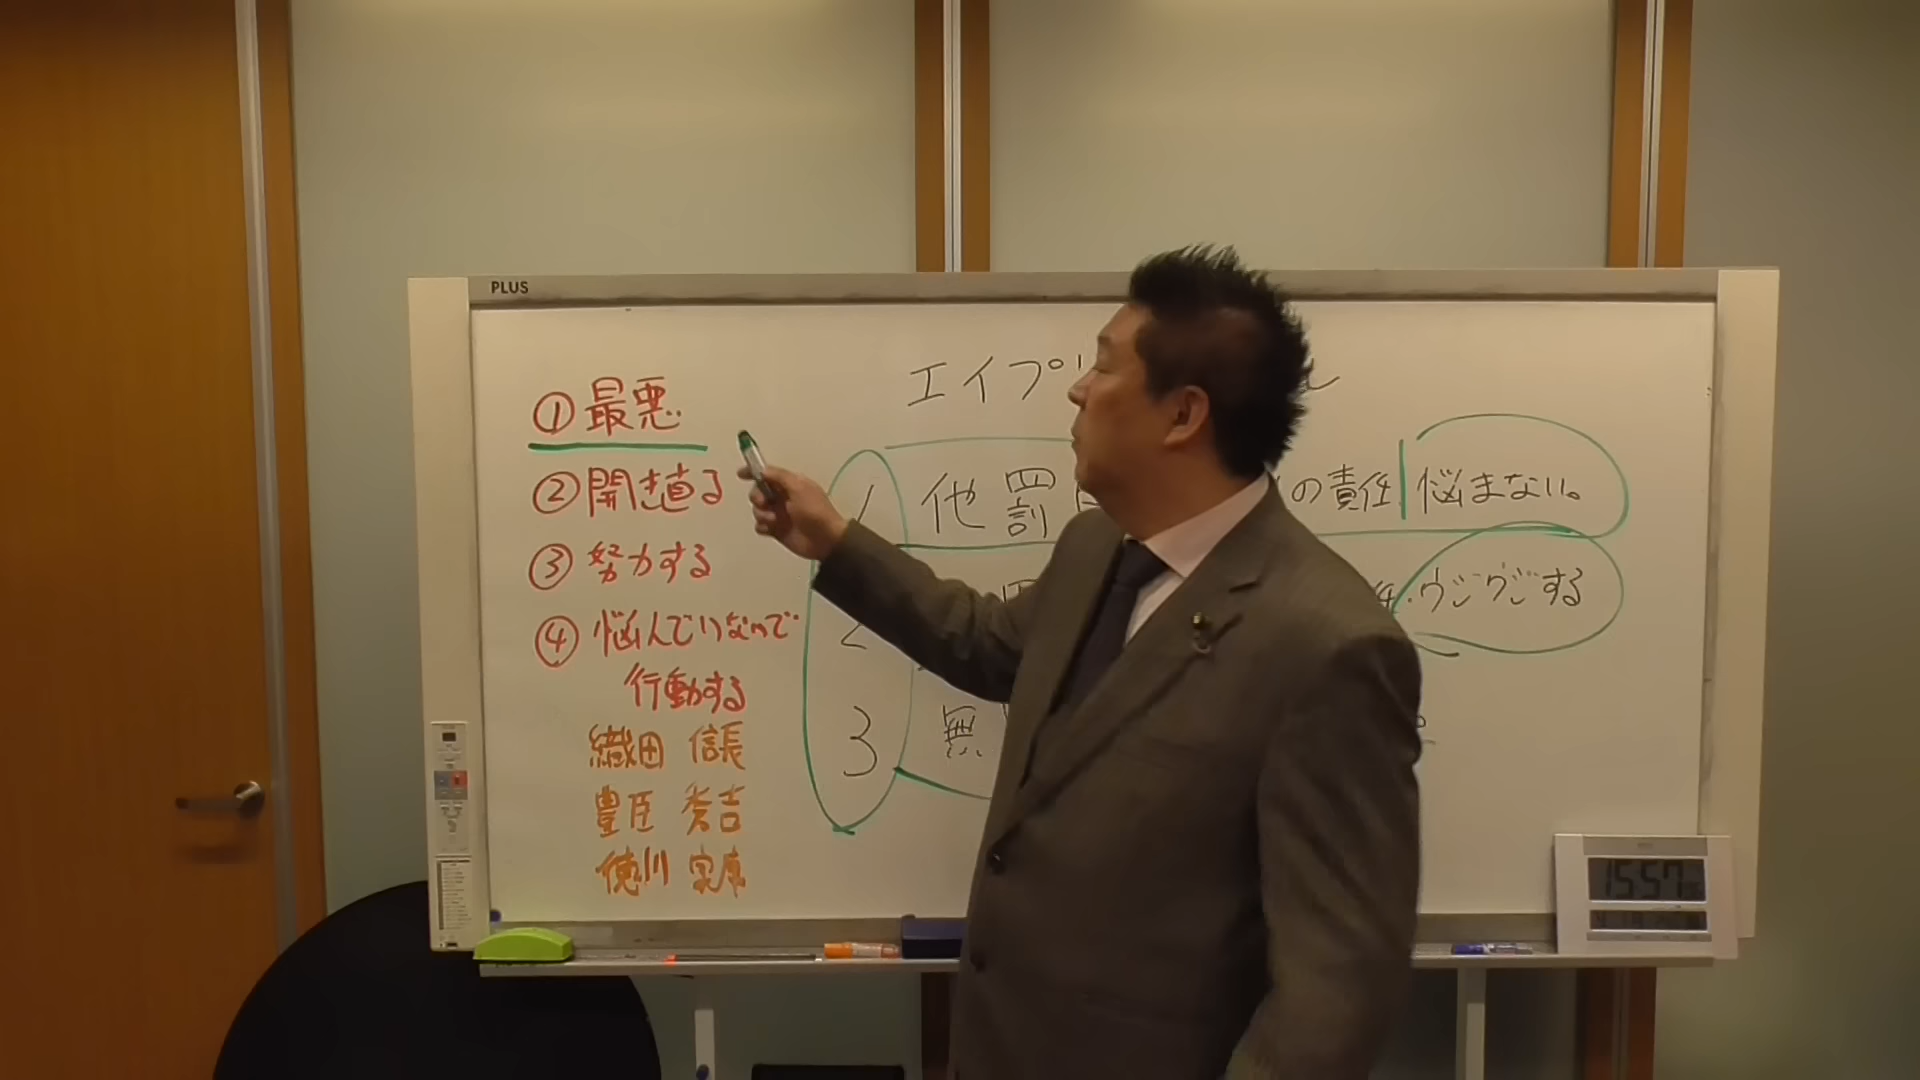 PLUS
①最悪
②開き直る
③努力する
④悩んでいないで
行動する
織田 信長
豊臣 秀吉
徳川 家康
エイプリ
1 他罰 の責任 悩まない。
2 ウジウジする
3 無
15:57